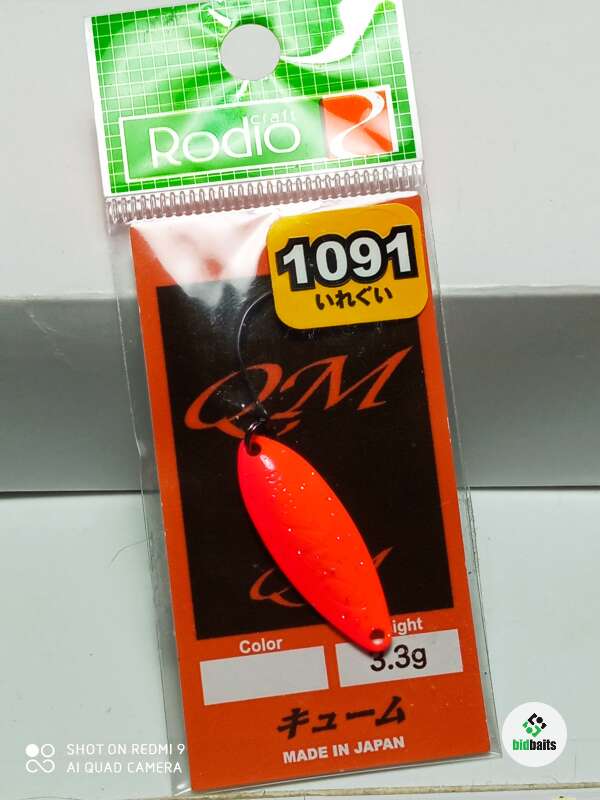 craft
Rodio
1091
いれぐい
QM
QM
Color
ight
3.3g
キューム
MADE IN JAPAN
SHOT ON REDMI 9
AI QUAD CAMERA
bidbaits